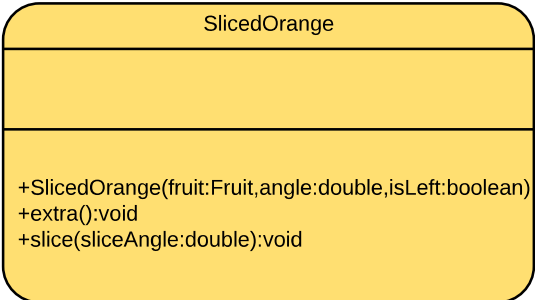 SlicedOrange
+SlicedOrange(fruit:Fruit,angle:double,isLeft:boolean)
+extra():void
+slice(sliceAngle:double):void